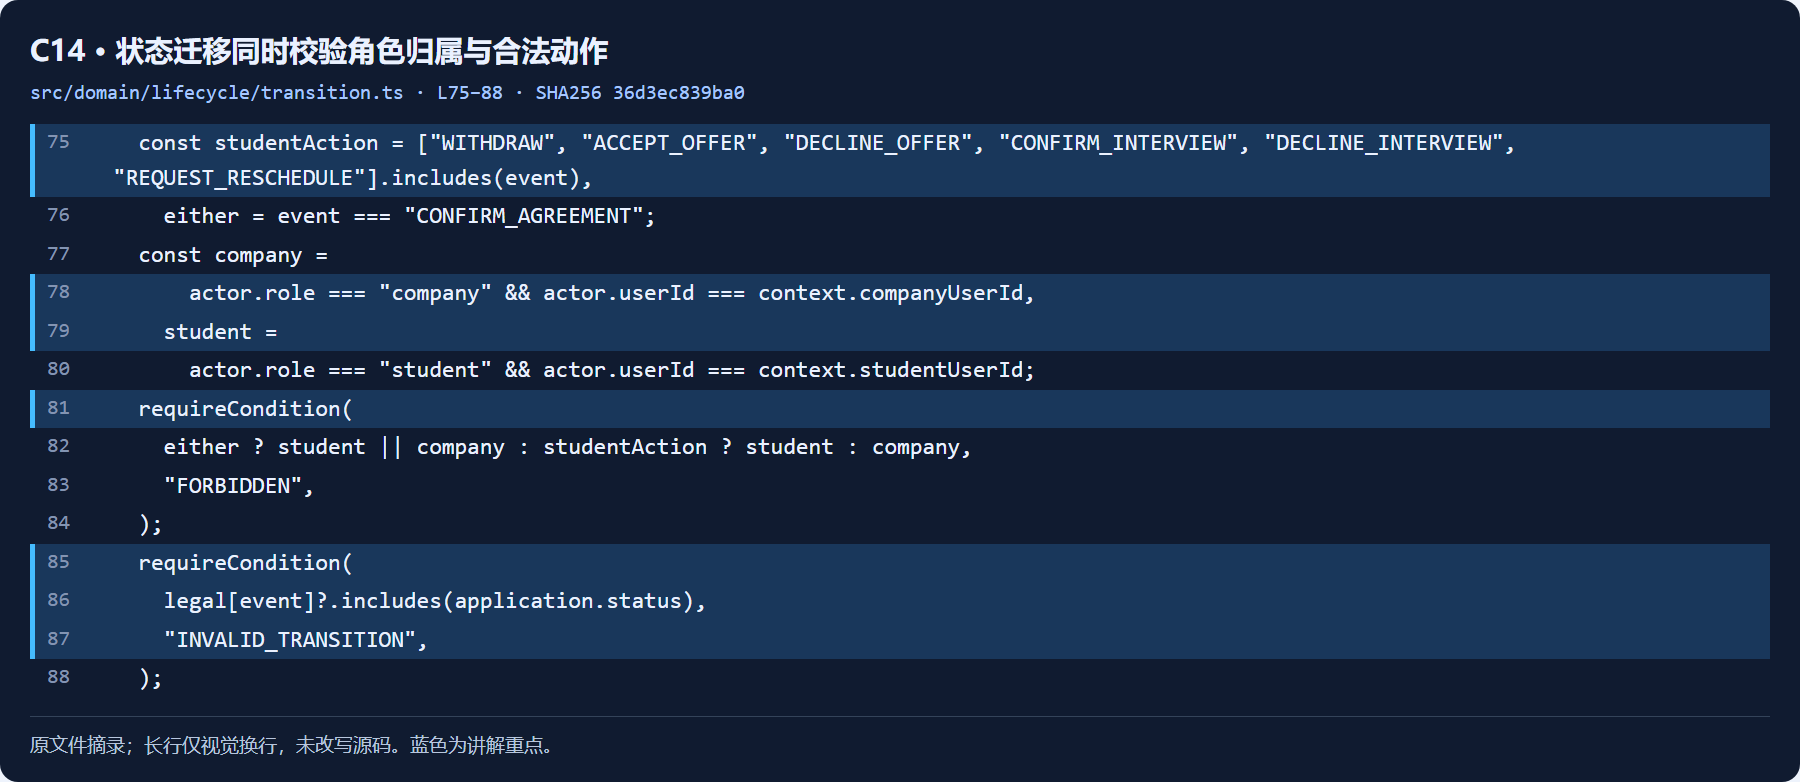 C14 • 状态迁移同时校验角色归属与合法动作
src/domain/lifecycle/transition.ts · L75–88 · SHA256 36d3ec839ba0
75 const studentAction = ["WITHDRAW", "ACCEPT_OFFER", "DECLINE_OFFER", "CONFIRM_INTERVIEW", "DECLINE_INTERVIEW",
"REQUEST_RESCHEDULE"].includes(event),
76 either = event === "CONFIRM_AGREEMENT";
77 const company =
78 actor.role === "company" && actor.userId === context.companyUserId,
79 student =
80 actor.role === "student" && actor.userId === context.studentUserId;
81 requireCondition(
82 either ? student || company : studentAction ? student : company,
83 "FORBIDDEN",
84 );
85 requireCondition(
86 legal[event]?.includes(application.status),
87 "INVALID_TRANSITION",
88 );
原文件摘录；长行仅视觉换行，未改写源码。蓝色为讲解重点。